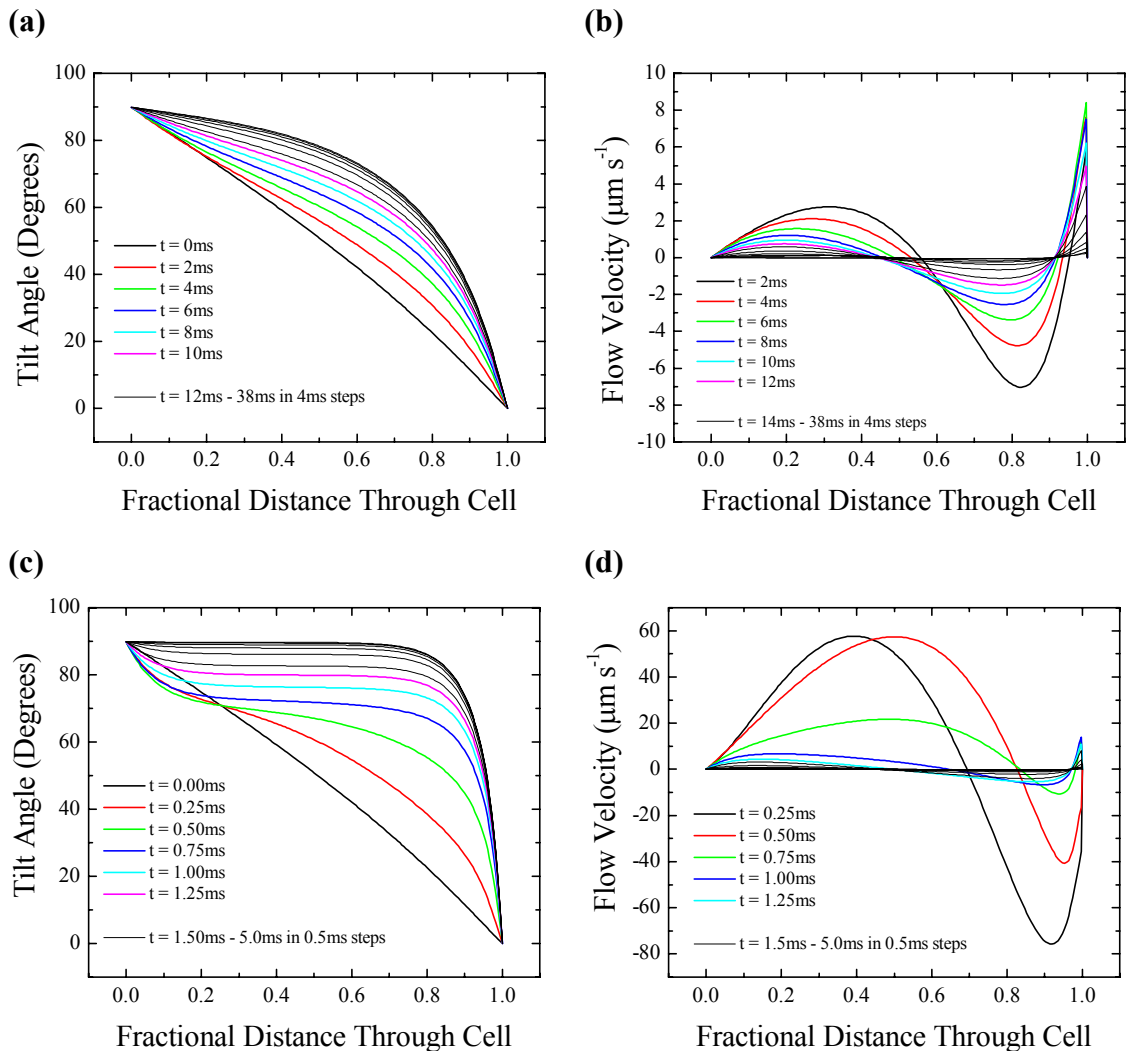 (a)
100
80
60
40
20
0
Tilt Angle (Degrees)
t = 0ms
t = 2ms
t = 4ms
t = 6ms
t = 8ms
t = 10ms
t = 12ms - 38ms in 4ms steps
0.0 0.2 0.4 0.6 0.8 1.0
Fractional Distance Through Cell
(b)
10
8
6
4
2
0
-2
-4
-6
-8
-10
Flow Velocity (µm s⁻¹)
t = 2ms
t = 4ms
t = 6ms
t = 8ms
t = 10ms
t = 12ms
t = 14ms - 38ms in 4ms steps
0.0 0.2 0.4 0.6 0.8 1.0
Fractional Distance Through Cell
(c)
100
80
60
40
20
0
Tilt Angle (Degrees)
t = 0.00ms
t = 0.25ms
t = 0.50ms
t = 0.75ms
t = 1.00ms
t = 1.25ms
t = 1.50ms - 5.0ms in 0.5ms steps
0.0 0.2 0.4 0.6 0.8 1.0
Fractional Distance Through Cell
(d)
60
40
20
0
-20
-40
-60
-80
Flow Velocity (µm s⁻¹)
t = 0.25ms
t = 0.50ms
t = 0.75ms
t = 1.00ms
t = 1.25ms
t = 1.5ms - 5.0ms in 0.5ms steps
0.0 0.2 0.4 0.6 0.8 1.0
Fractional Distance Through Cell